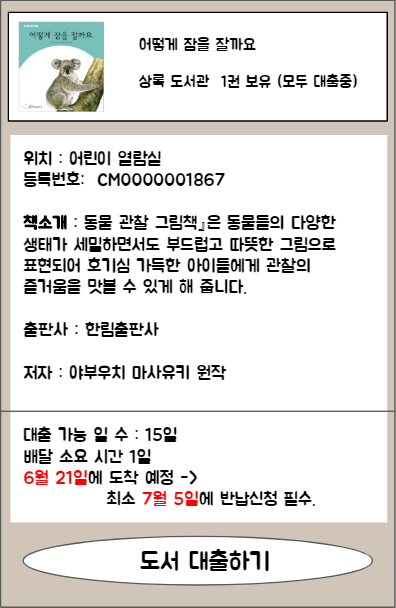 어떻게 잠을 잘까요
어떻게 잠을 잘까요
상록 도서관 1권 보유 (모두 대출중)
위치 : 어린이 열람실
등록번호: CM0000001867
책소개 : 동물 관찰 그림책』은 동물들의 다양한
생태가 세밀하면서도 부드럽고 따뜻한 그림으로
표현되어 호기심 가득한 아이들에게 관찰의
즐거움을 맛볼 수 있게 해 줍니다.
출판사 : 한림출판사
저자 : 야부우치 마사유키 원작
대출 가능 일 수 : 15일
배달 소요 시간 1일
6월 21일에 도착 예정 ->
최소 7월 5일에 반납신청 필수.
도서 대출하기